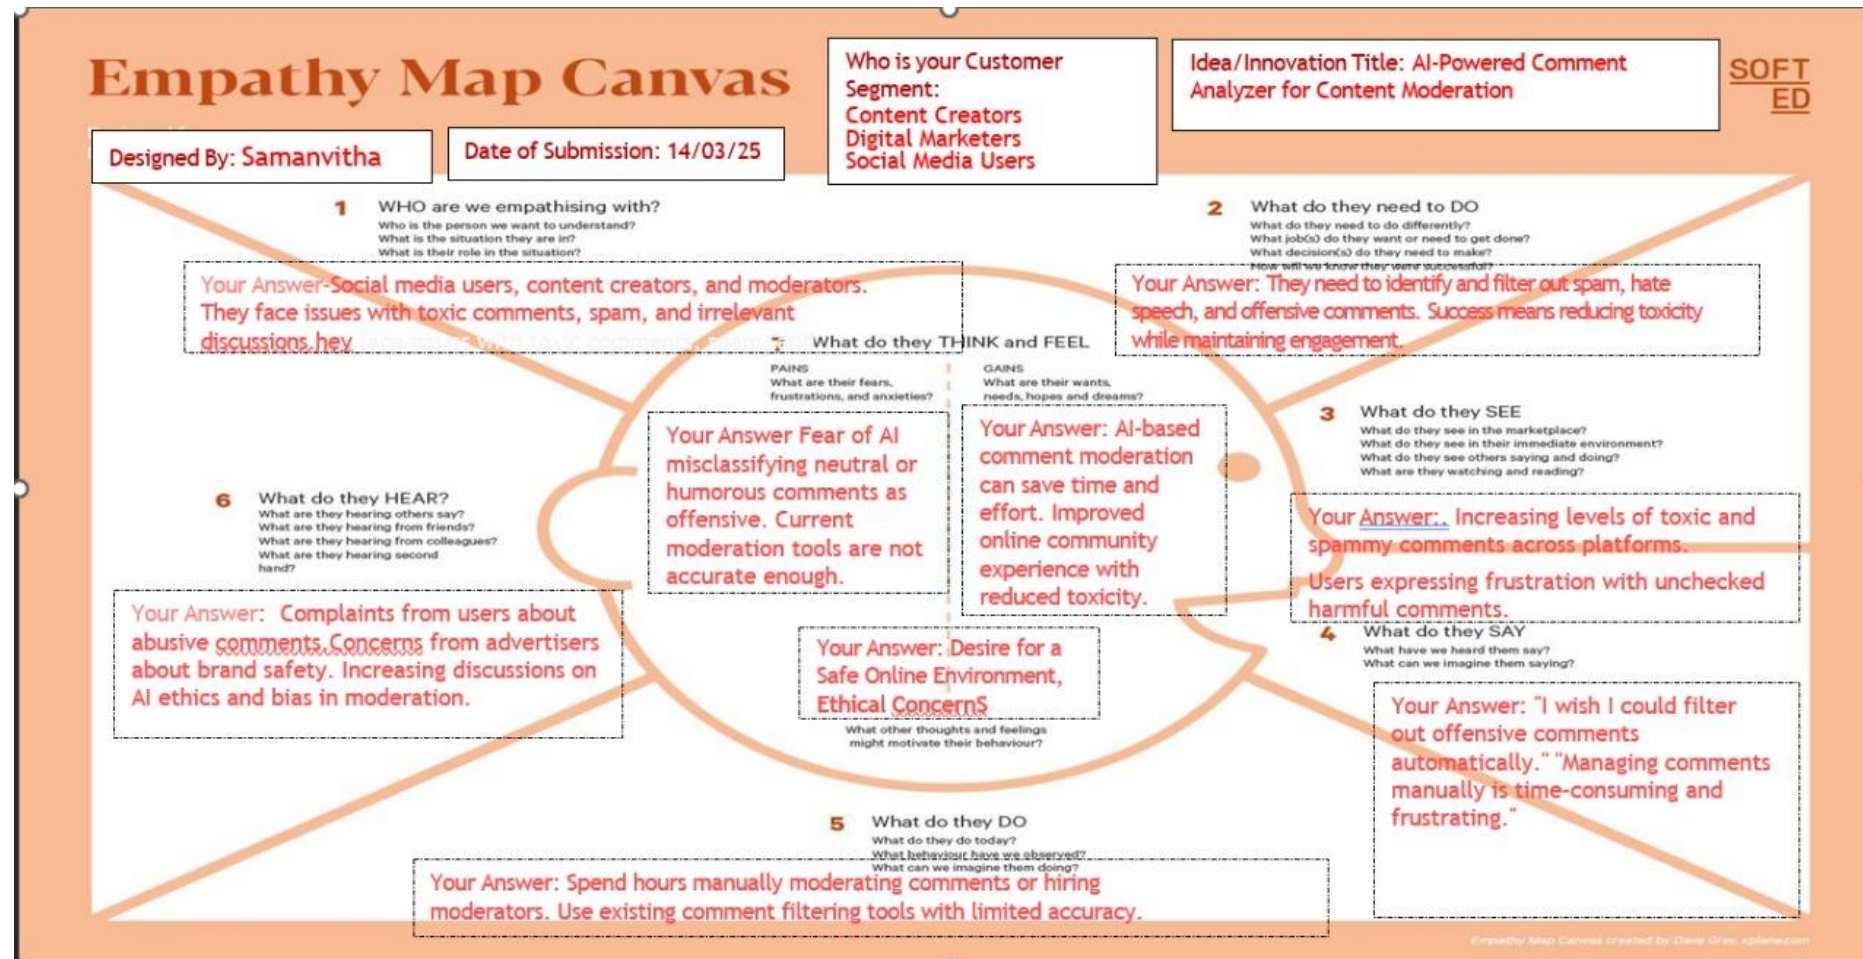 Empathy Map Canvas
Designed By: Samanvitha
Date of Submission: 14/03/25
Who is your Customer
Segment:
Content Creators
Digital Marketers
Social Media Users
Idea/Innovation Title: AI-Powered Comment
Analyzer for Content Moderation
SOFT
ED
1 WHO are we empathising with?
Who is the person we want to understand?
What is the situation they are in?
What is their role in the situation?
Your Answer-Social media users, content creators, and moderators.
They face issues with toxic comments, spam, and irrelevant
discussions.hey
2 What do they need to DO
What do they need to do differently?
What job(s) do they want or need to get done?
What decision(s) do they need to make?
How will we know they were successful?
Your Answer: They need to identify and filter out spam, hate
speech, and offensive comments. Success means reducing toxicity
while maintaining engagement.
7 What do they THINK and FEEL
PAINS
What are their fears,
frustrations, and anxieties?
Your Answer Fear of AI
misclassifying neutral or
humorous comments as
offensive. Current
moderation tools are not
accurate enough.
GAINS
What are their wants,
needs, hopes and dreams?
Your Answer: AI-based
comment moderation
can save time and
effort. Improved
online community
experience with
reduced toxicity.
Your Answer: Desire for a
Safe Online Environment,
Ethical ConcernS
What other thoughts and feelings
might motivate their behaviour?
3 What do they SEE
What do they see in the marketplace?
What do they see in their immediate environment?
What do they see others saying and doing?
What are they watching and reading?
Your Answer:. Increasing levels of toxic and
spammy comments across platforms.
Users expressing frustration with unchecked
harmful comments.
4 What do they SAY
What have we heard them say?
What can we imagine them saying?
Your Answer: "I wish I could filter
out offensive comments
automatically." "Managing comments
manually is time-consuming and
frustrating."
6 What do they HEAR?
What are they hearing others say?
What are they hearing from friends?
What are they hearing from colleagues?
What are they hearing second
hand?
Your Answer: Complaints from users about
abusive comments.Concerns from advertisers
about brand safety. Increasing discussions on
AI ethics and bias in moderation.
5 What do they DO
What do they do today?
What behaviour have we observed?
What can we imagine them doing?
Your Answer: Spend hours manually moderating comments or hiring
moderators. Use existing comment filtering tools with limited accuracy.
Empathy Map Canvas created by Dave Gray, xplane.com